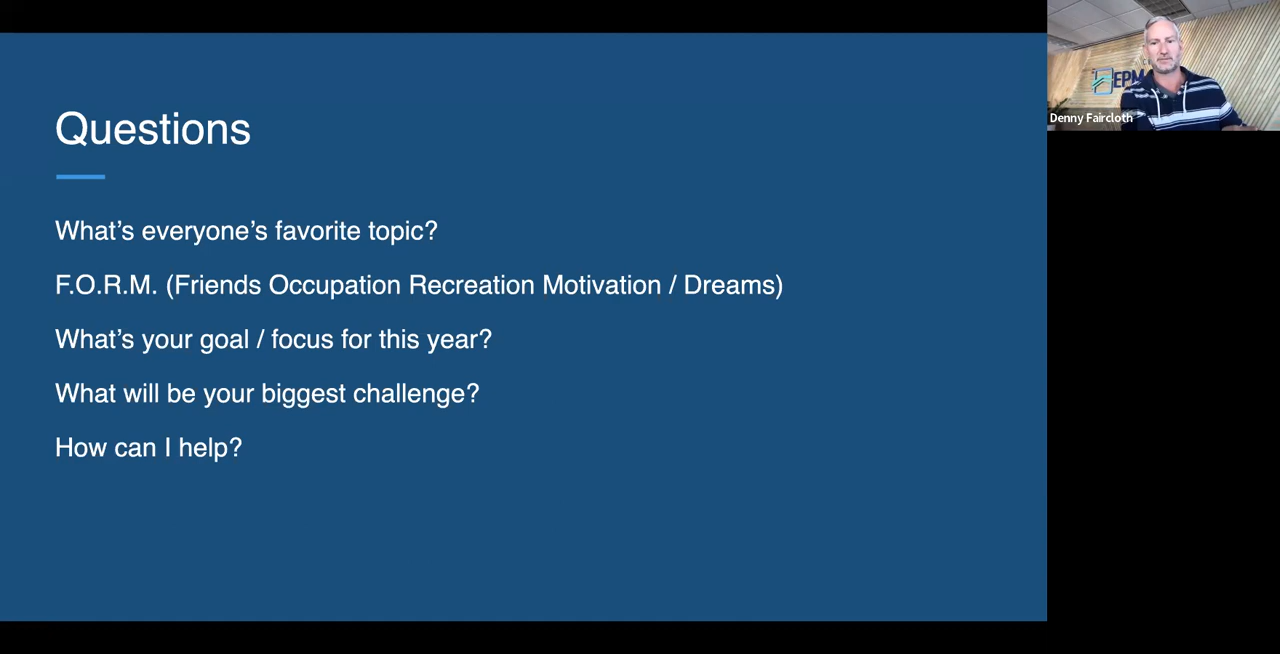 Questions
What's everyone's favorite topic?
F.O.R.M. (Friends Occupation Recreation Motivation / Dreams)
What's your goal / focus for this year?
What will be your biggest challenge?
How can I help?
Denny Faircloth